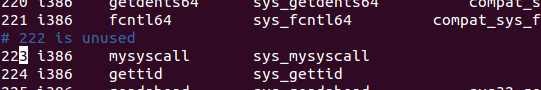 220 i386 getdents64 sys_getdents64
221 i386 fcntl64 sys_fcntl64 compat_sys_f
# 222 is unused
223 i386 mysyscall sys_mysyscall
224 i386 gettid sys_gettid